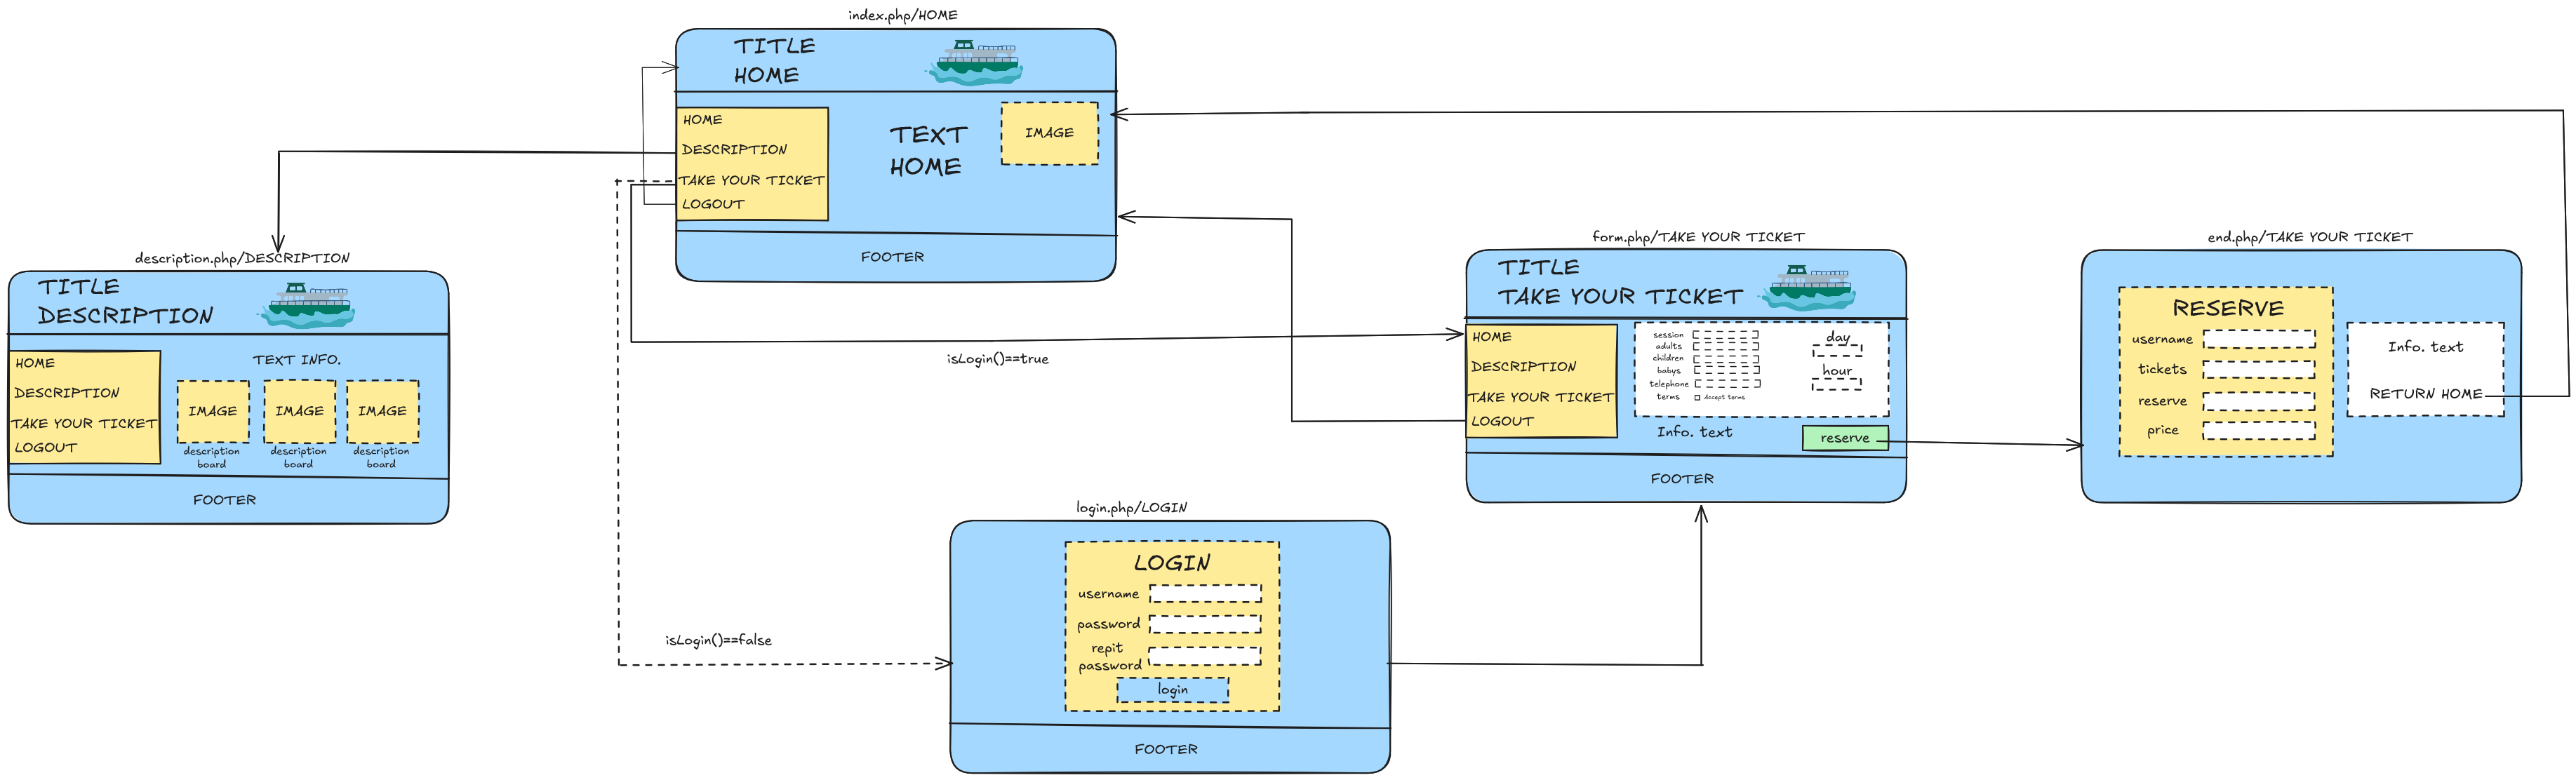 index.php/HOME
TITLE
HOME
HOME
DESCRIPTION
TAKE YOUR TICKET
LOGOUT
TEXT
HOME
IMAGE
FOOTER
description.php/DESCRIPTION
TITLE
DESCRIPTION
HOME
DESCRIPTION
TAKE YOUR TICKET
LOGOUT
TEXT INFO.
IMAGE
IMAGE
IMAGE
description
board
description
board
description
board
FOOTER
isLogin()==true
isLogin()==false
form.php/TAKE YOUR TICKET
TITLE
TAKE YOUR TICKET
HOME
DESCRIPTION
TAKE YOUR TICKET
LOGOUT
session
adults
children
babys
telephone
terms
Accept terms
day
hour
Info. text
reserve
FOOTER
end.php/TAKE YOUR TICKET
RESERVE
username
tickets
reserve
price
Info. text
RETURN HOME
login.php/LOGIN
LOGIN
username
password
repit
password
login
FOOTER